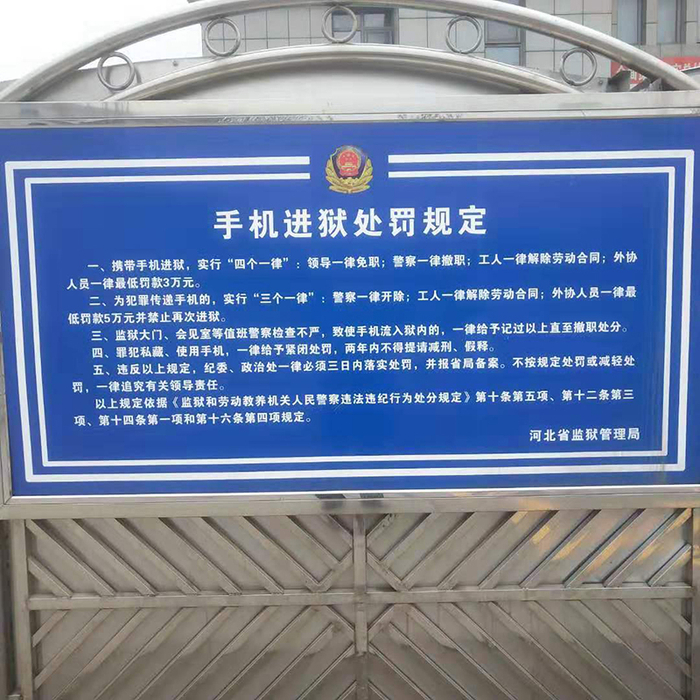 手机进狱处罚规定
一、携带手机进狱，实行“四个一律”：领导一律免职；警察一律撤职；工人一律解除劳动合同；外协
人员一律最低罚款3万元。
二、为犯罪传递手机的，实行“三个一律”：警察一律开除；工人一律解除劳动合同；外协人员一律最
低罚款5万元并禁止再次进狱。
三、监狱大门、会见室等值班警察检查不严，致使手机流入狱内的，一律给予记过以上直至撤职处分。
四、罪犯私藏、使用手机，一律给予紧闭处罚，两年内不得提请减刑、假释。
五、违反以上规定，纪委、政治处一律必须三日内落实处罚，并报省局备案。不按规定处罚或减轻处
罚，一律追究有关领导责任。
以上规定依据《监狱和劳动教养机关人民警察违法违纪行为处分规定》第十条第五项、第十二条第三
项、第十四条第一项和第十六条第四项规定。
河北省监狱管理局